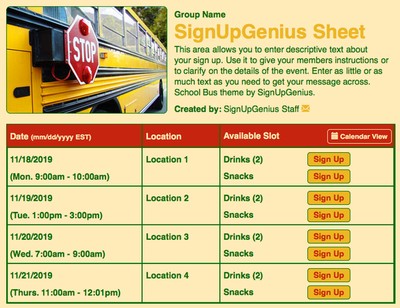 STOP
Group Name
SignUpGenius Sheet
This area allows you to enter descriptive text about
your sign up. Use it to give your members instructions or
to clarify on the details of the event. Enter as little or as
much text as you need to get your message across.
School Bus theme by SignUpGenius.
Created by: SignUpGenius Staff
Date (mm/dd/yyyy EST) Location Available Slot Calendar View
11/18/2019 Location 1 Drinks (2) Sign Up
(Mon. 9:00am - 10:00am) Snacks Sign Up
11/19/2019 Location 2 Drinks (2) Sign Up
(Tue. 1:00pm - 3:00pm) Snacks Sign Up
11/20/2019 Location 3 Drinks (2) Sign Up
(Wed. 7:00am - 9:00am) Snacks Sign Up
11/21/2019 Location 4 Drinks (2) Sign Up
(Thurs. 11:00am - 12:01pm) Snacks Sign Up